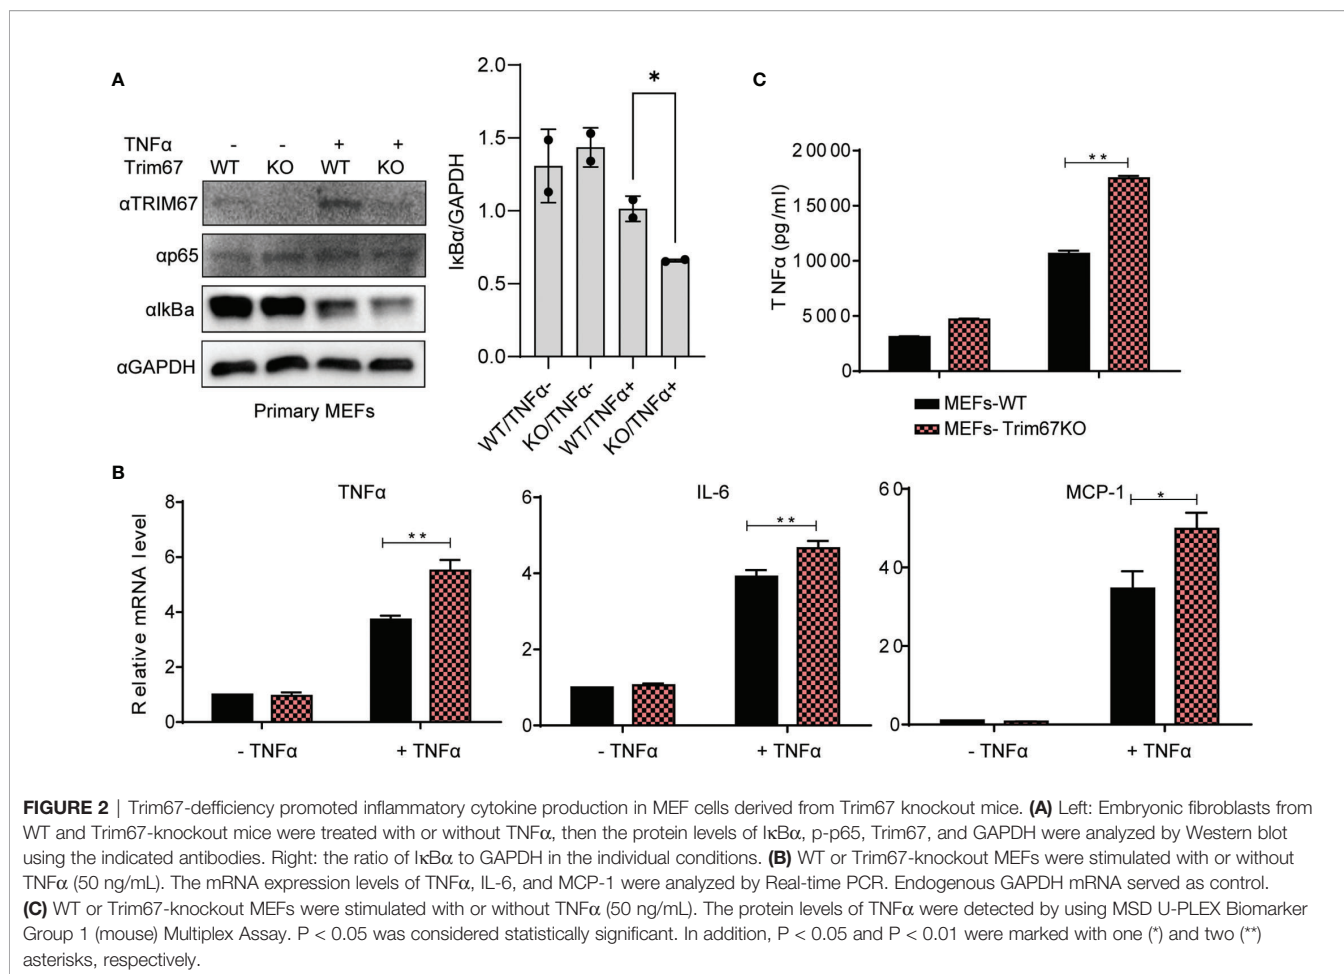 A
TNFα - - + +
Trim67 WT KO WT KO
αTRIM67
αp65
αIkBa
αGAPDH
Primary MEFs
IκBα/GAPDH
2.0
1.5
1.0
0.5
0.0
*
WT/TNFα-
KO/TNFα-
WT/TNFα+
KO/TNFα+
C
TNFα (pg/ml)
20000
15000
10000
5000
0
**
MEFs-WT
MEFs- Trim67KO
B
Relative mRNA level
TNFα
8
6
4
2
0
**
- TNFα + TNFα
IL-6
6
4
2
0
**
- TNFα + TNFα
MCP-1
60
40
20
0
*
- TNFα + TNFα
FIGURE 2 | Trim67-defficiency promoted inflammatory cytokine production in MEF cells derived from Trim67 knockout mice. (A) Left: Embryonic fibroblasts from
WT and Trim67-knockout mice were treated with or without TNFα, then the protein levels of IκBα, p-p65, Trim67, and GAPDH were analyzed by Western blot
using the indicated antibodies. Right: the ratio of IκBα to GAPDH in the individual conditions. (B) WT or Trim67-knockout MEFs were stimulated with or without
TNFα (50 ng/mL). The mRNA expression levels of TNFα, IL-6, and MCP-1 were analyzed by Real-time PCR. Endogenous GAPDH mRNA served as control.
(C) WT or Trim67-knockout MEFs were stimulated with or without TNFα (50 ng/mL). The protein levels of TNFα were detected by using MSD U-PLEX Biomarker
Group 1 (mouse) Multiplex Assay. P < 0.05 was considered statistically significant. In addition, P < 0.05 and P < 0.01 were marked with one (*) and two (**)
asterisks, respectively.